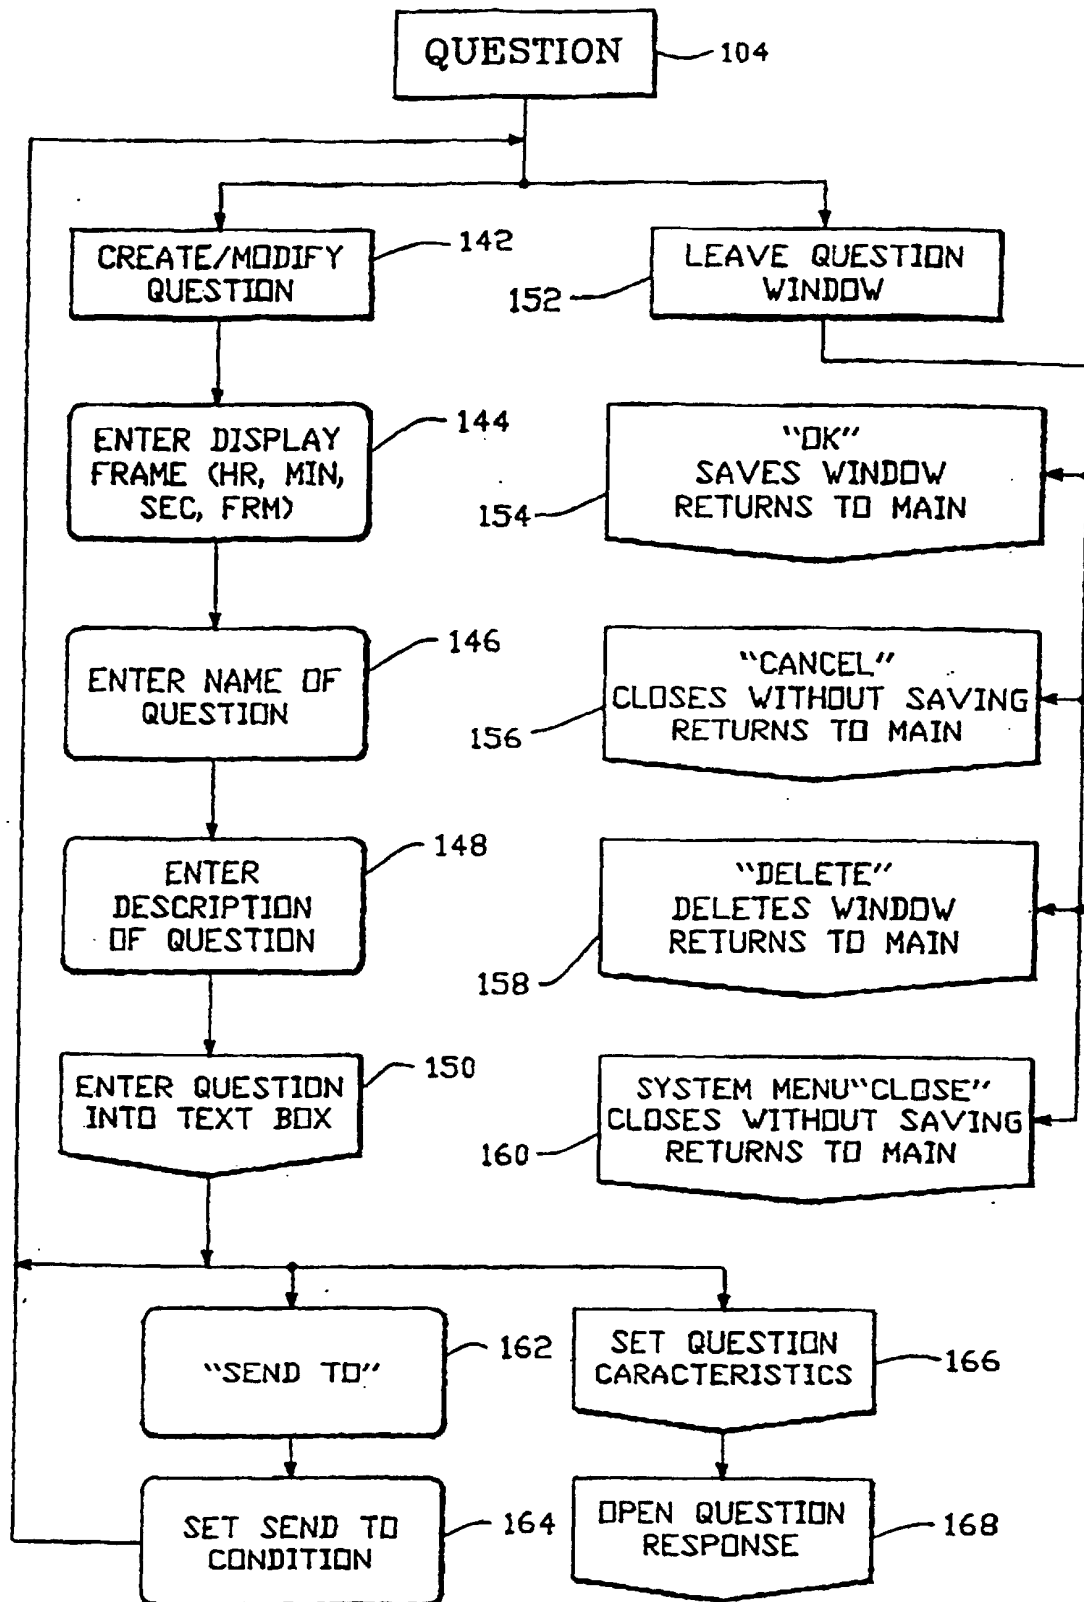 QUESTION
104
CREATE/MODIFY
QUESTION
142
LEAVE QUESTION
WINDOW
152
ENTER DISPLAY
FRAME (HR, MIN,
SEC, FRM)
144
"OK"
SAVES WINDOW
RETURNS TO MAIN
154
ENTER NAME OF
QUESTION
146
"CANCEL"
CLOSES WITHOUT SAVING
RETURNS TO MAIN
156
ENTER
DESCRIPTION
OF QUESTION
148
"DELETE"
DELETES WINDOW
RETURNS TO MAIN
158
ENTER QUESTION
INTO TEXT BOX
150
SYSTEM MENU"CLOSE"
CLOSES WITHOUT SAVING
RETURNS TO MAIN
160
"SEND TO"
162
SET QUESTION
CARACTERISTICS
166
SET SEND TO
CONDITION
164
OPEN QUESTION
RESPONSE
168